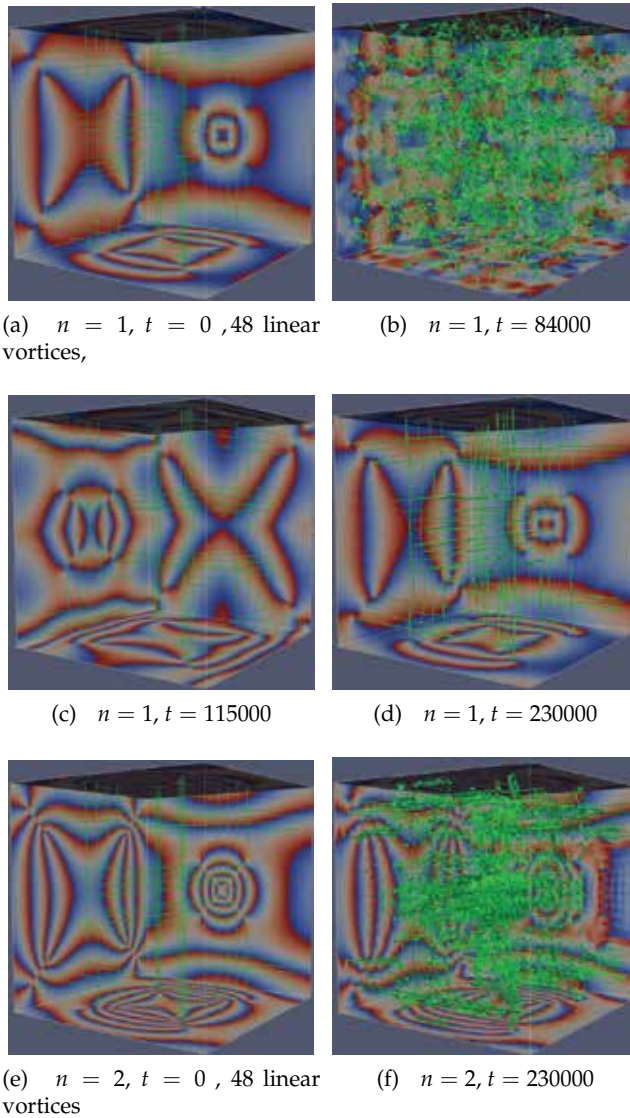 (a) n = 1, t = 0 ,48 linear
vortices,
(b) n = 1, t = 84000
(c) n = 1, t = 115000
(d) n = 1, t = 230000
(e) n = 2, t = 0 , 48 linear
vortices
(f) n = 2, t = 230000